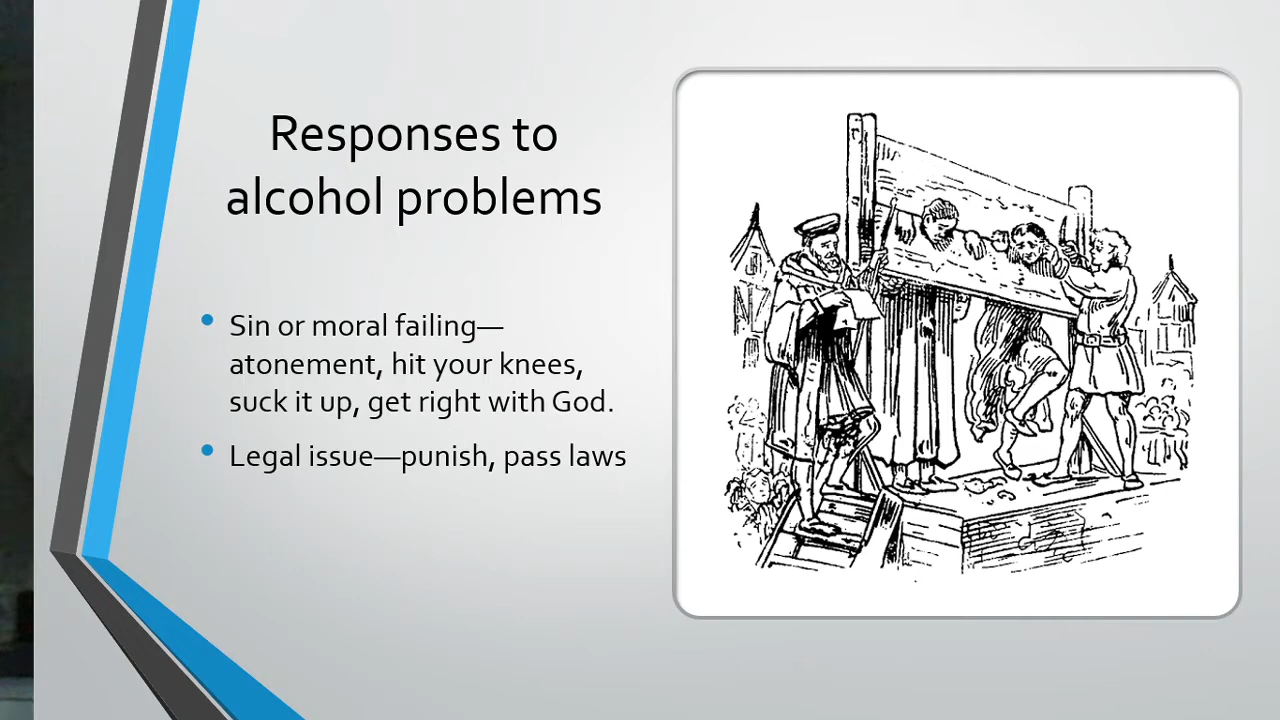 Responses to
alcohol problems
• Sin or moral failing—
atonement, hit your knees,
suck it up, get right with God.
• Legal issue—punish, pass laws